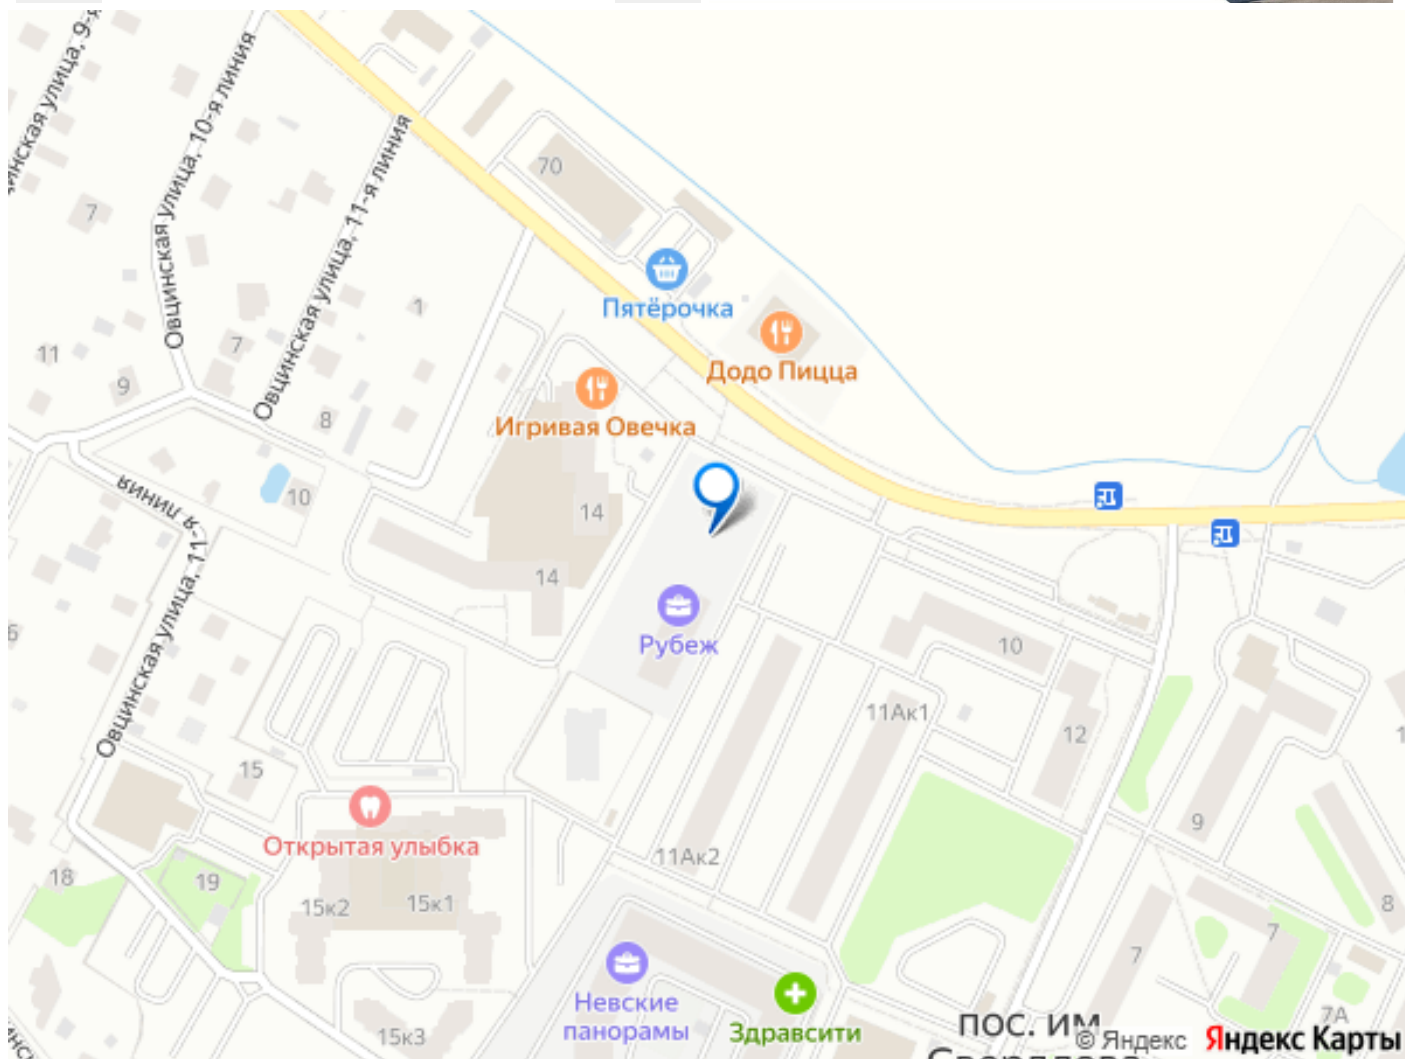 Овцинская улица, 10-я линия
Овцинская улица, 11-я линия
70
7
1
Пятёрочка
Додо Пицца
11
7
9
8
Игривая Овечка
10
14
14
Рубеж
10
11Ак1
12
15
Овцинская улица, 11-
я линия
Открытая улыбка
11Ак2
9
18
19
15к2
15к1
8
7
7
Невские
панорамы
Здравсити
15к3
7А
пос. им.
© Яндекс
Яндекс Карты